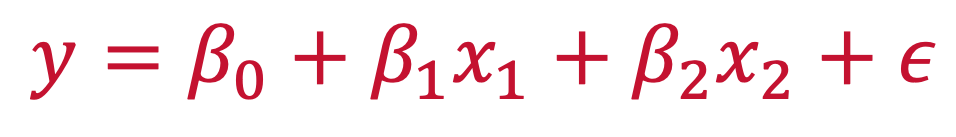 y = β₀ + β₁x₁ + β₂x₂ + ϵ